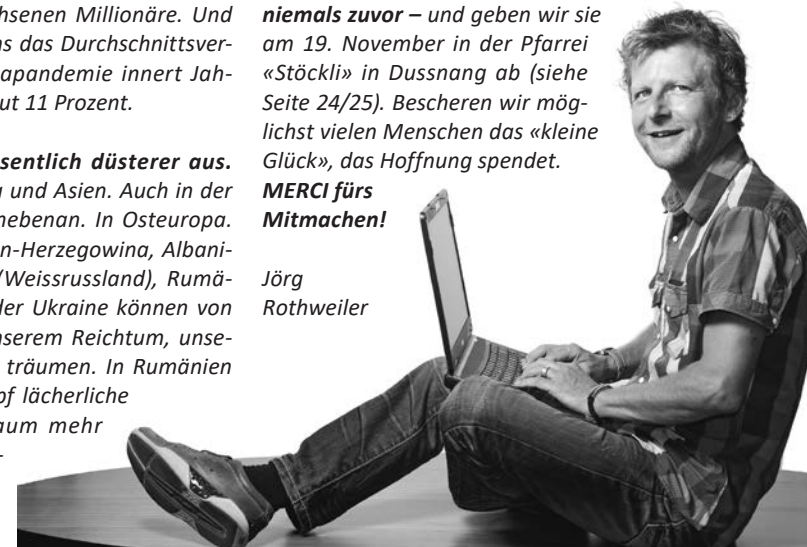 hsenen Millionäre. Und
ns das Durchschnittsver-
apandemie innert Jah-
ut 11 Prozent.
sentlich düsterer aus.
und Asien. Auch in der
nebenan. In Osteuropa.
n-Herzegowina, Albani-
(Weissrussland), Rumä-
der Ukraine können von
nserem Reichtum, unse-
träumen. In Rumänien
pf lächerliche
aum mehr
-
niemals zuvor – und geben wir sie
am 19. November in der Pfarrei
«Stöckli» in Dussnang ab (siehe
Seite 24/25). Bescheren wir mög-
lichst vielen Menschen das «kleine
Glück», das Hoffnung spendet.
MERCI fürs
Mitmachen!
Jörg
Rothweiler